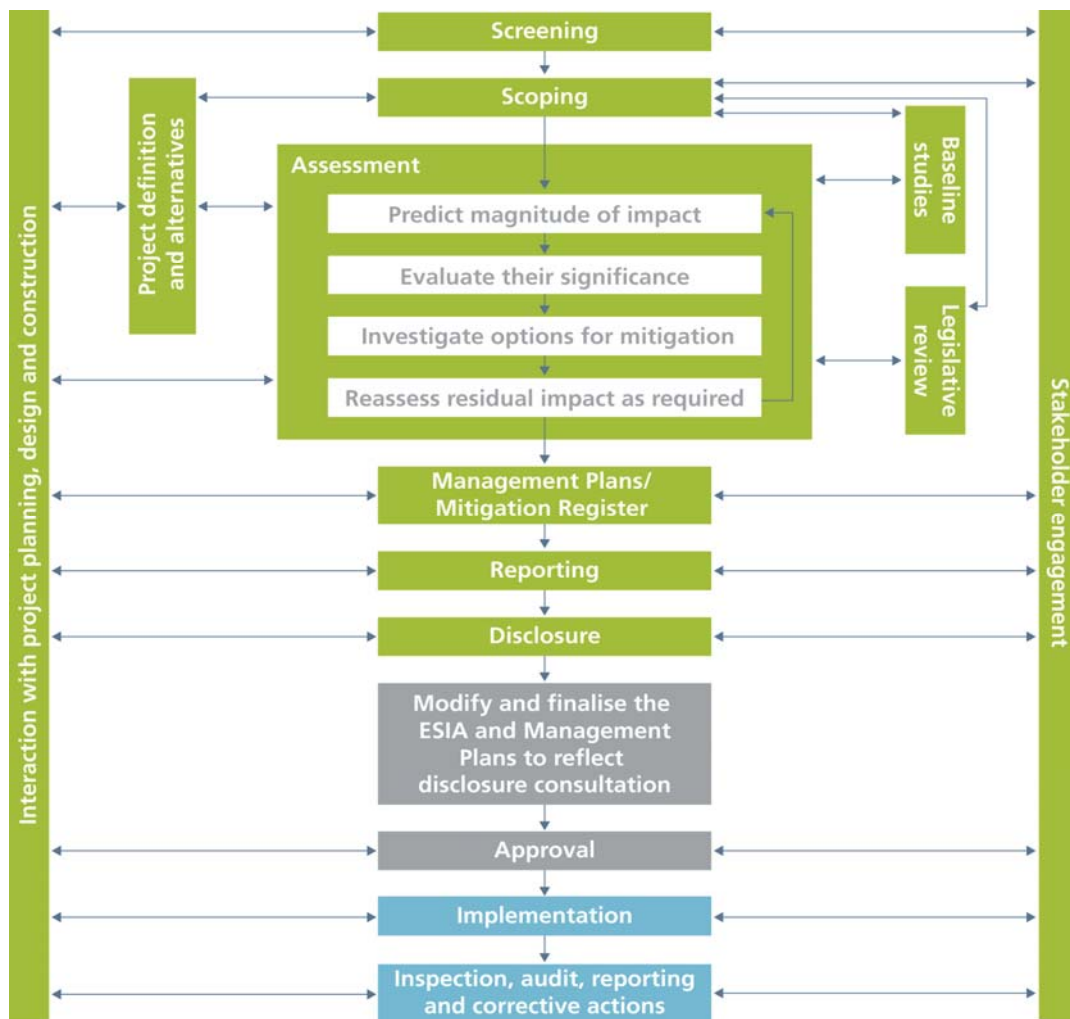 Screening
Scoping
Interaction with project planning, design and construction
Project definition
and alternatives
Assessment
Predict magnitude of impact
Evaluate their significance
Investigate options for mitigation
Reassess residual impact as required
Baseline
studies
Legislative
review
Stakeholder engagement
Management Plans/
Mitigation Register
Reporting
Disclosure
Modify and finalise the
ESIA and Management
Plans to reflect
disclosure consultation
Approval
Implementation
Inspection, audit, reporting
and corrective actions